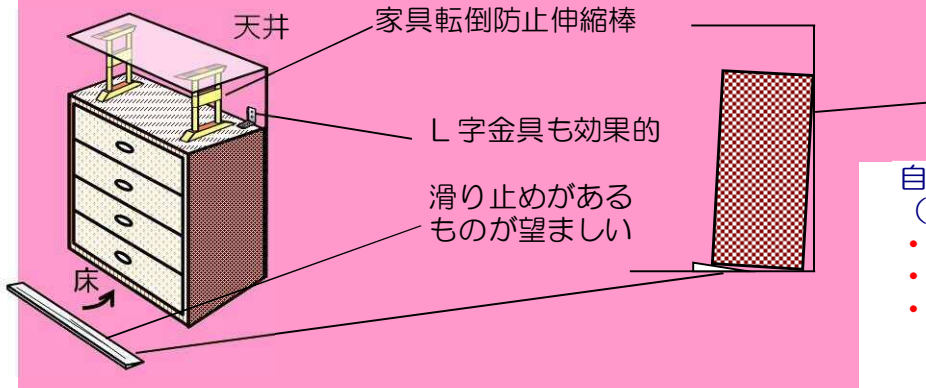 天井
家具転倒防止伸縮棒
L字金具も効果的
滑り止めがある
ものが望ましい
床
自
（
・
・
・